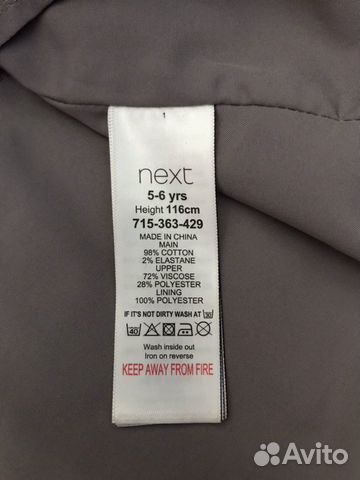 1
next
5-6 yrs
Height 116cm
715-363-429
MADE IN CHINA
MAIN
98% COTTON
2% ELASTANE
UPPER
72% VISCOSE
28% POLYESTER
LINING
100% POLYESTER
IF IT'S NOT DIRTY WASH AT 30
40
Wash inside out
Iron on reverse
KEEP AWAY FROM FIRE
Avito